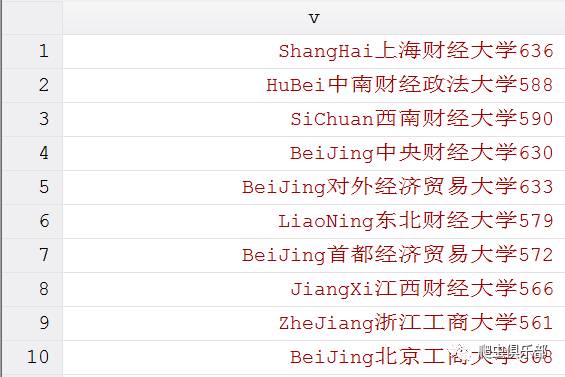 v
1 ShangHai上海财经大学636
2 HuBei中南财经政法大学588
3 SiChuan西南财经大学590
4 BeiJing中央财经大学630
5 BeiJing对外经济贸易大学633
6 LiaoNing东北财经大学579
7 BeiJing首都经济贸易大学572
8 JiangXi江西财经大学566
9 ZheJiang浙江工商大学561
10 BeiJing北京工商大学568
爬虫俱乐部